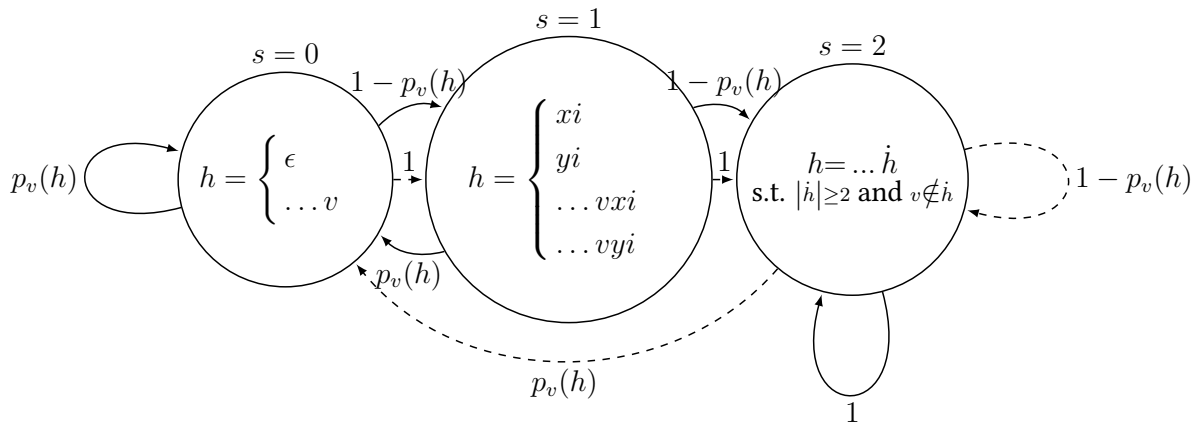 s = 0
s = 1
s = 2
1 − p_v(h)
1 − p_v(h)
p_v(h)
h = { ϵ
… v
1
h = { xi
yi
… vxi
… vyi
1
h= ... ḣ
s.t. |ḣ|≥2 and v∉ḣ
1 − p_v(h)
p_v(h)
p_v(h)
1